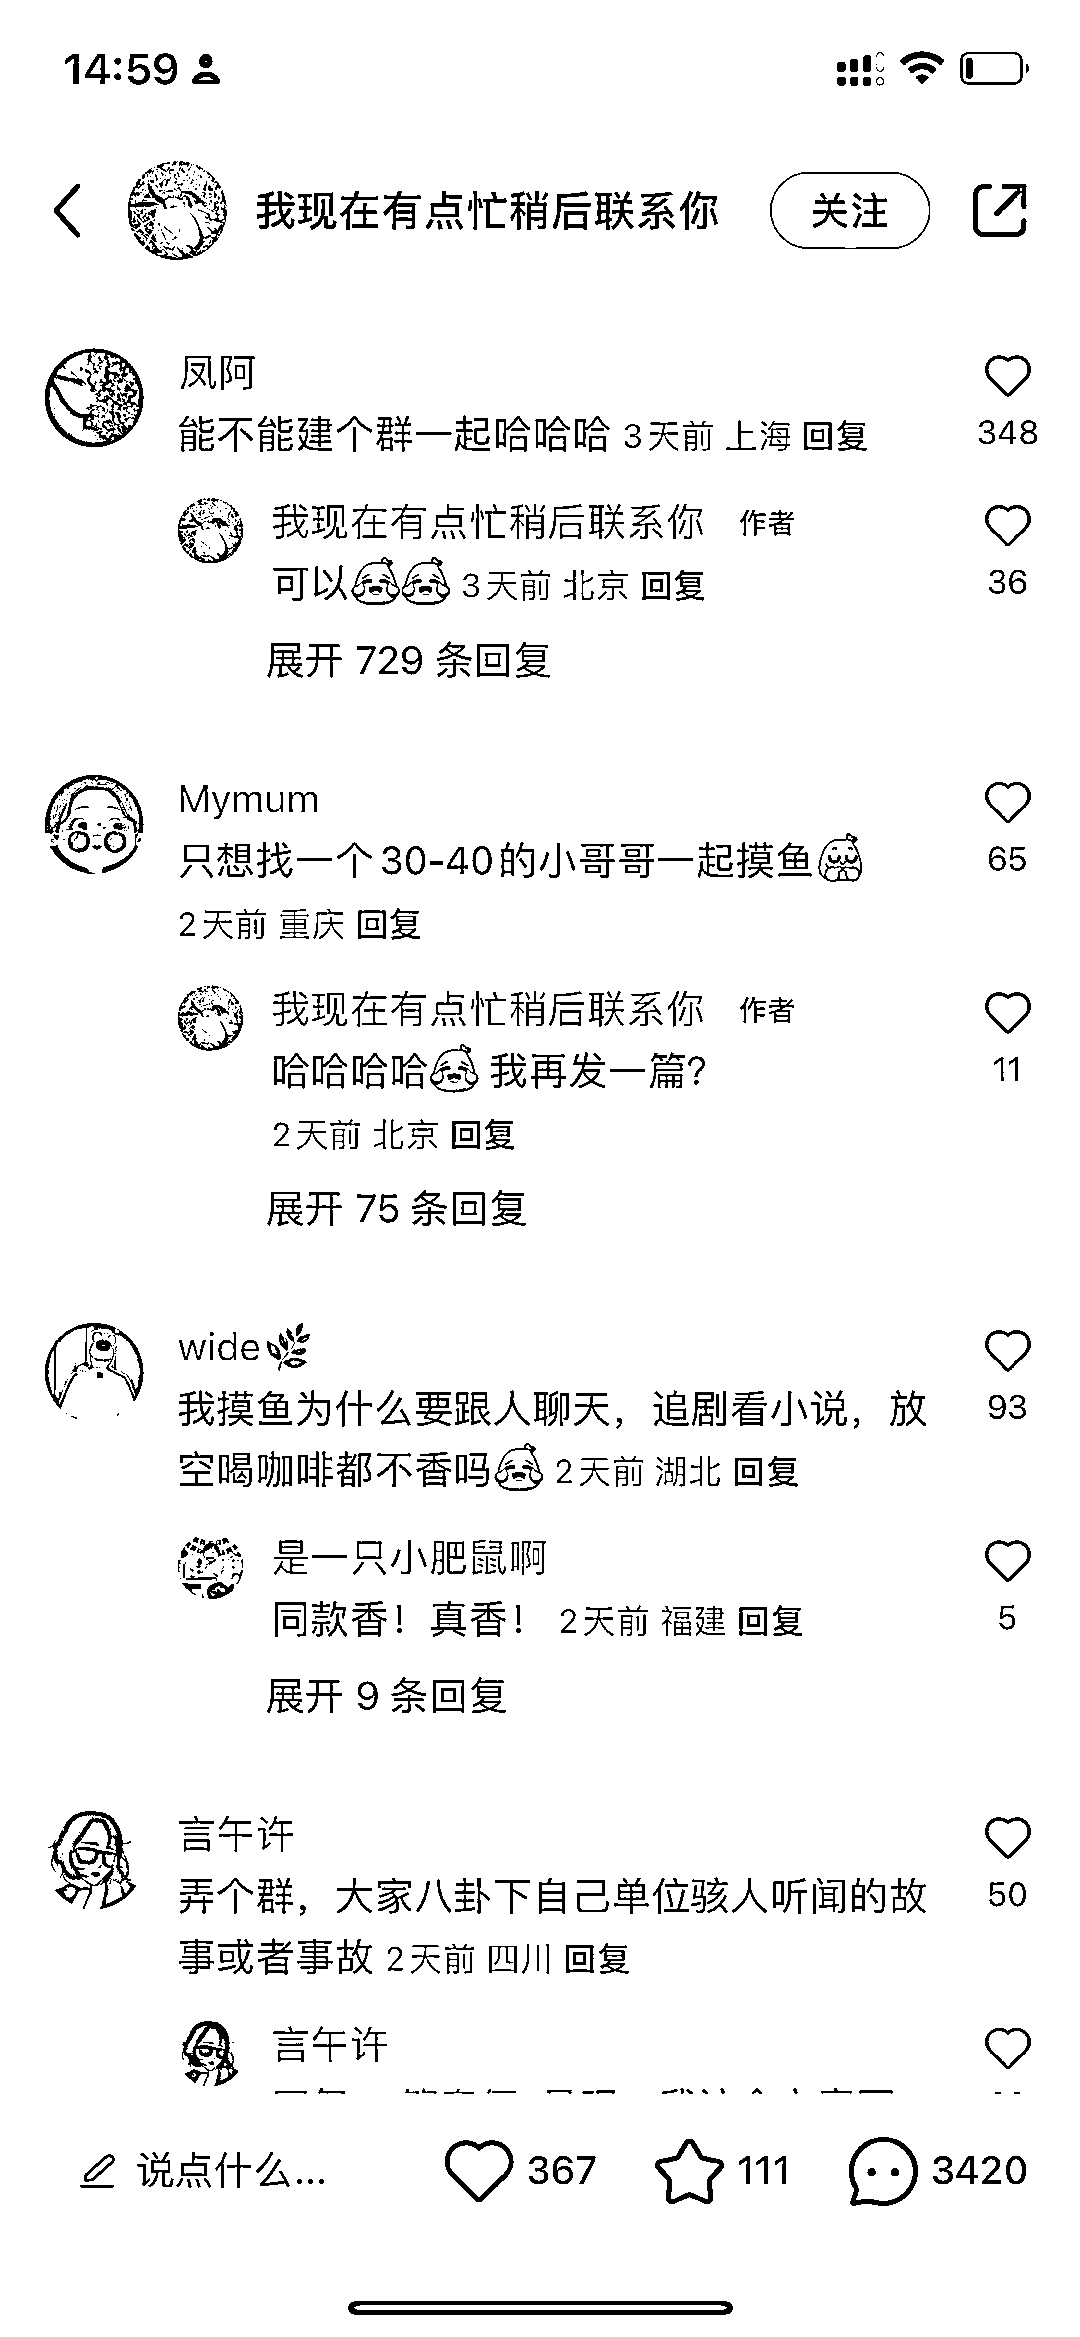 14:59
我现在有点忙稍后联系你 关注
凤阿
能不能建个群一起哈哈哈 3天前 上海 回复
348
我现在有点忙稍后联系你 作者
可以 3天前 北京 回复
36
展开 729 条回复
Mymum
只想找一个30-40的小哥哥一起摸鱼
65
2天前 重庆 回复
我现在有点忙稍后联系你 作者
哈哈哈哈 我再发一篇?
11
2天前 北京 回复
展开 75 条回复
wide
我摸鱼为什么要跟人聊天，追剧看小说，放
93
空喝咖啡都不香吗 2天前 湖北 回复
是一只小肥鼠啊
同款香！真香！ 2天前 福建 回复
5
展开 9 条回复
言午许
弄个群，大家八卦下自己单位骇人听闻的故
50
事或者事故 2天前 四川 回复
言午许
说点什么... 367 111 3420